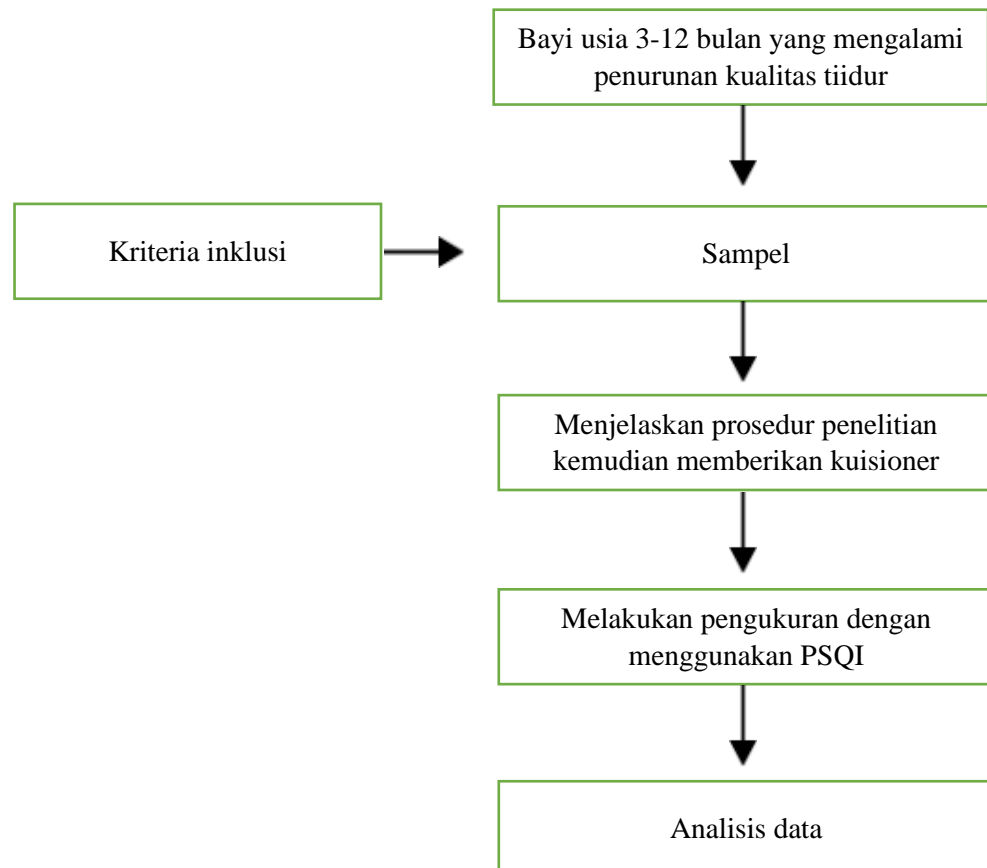 Bayi usia 3-12 bulan yang mengalami
penurunan kualitas tiidur
Kriteria inklusi
Sampel
Menjelaskan prosedur penelitian
kemudian memberikan kuisioner
Melakukan pengukuran dengan
menggunakan PSQI
Analisis data